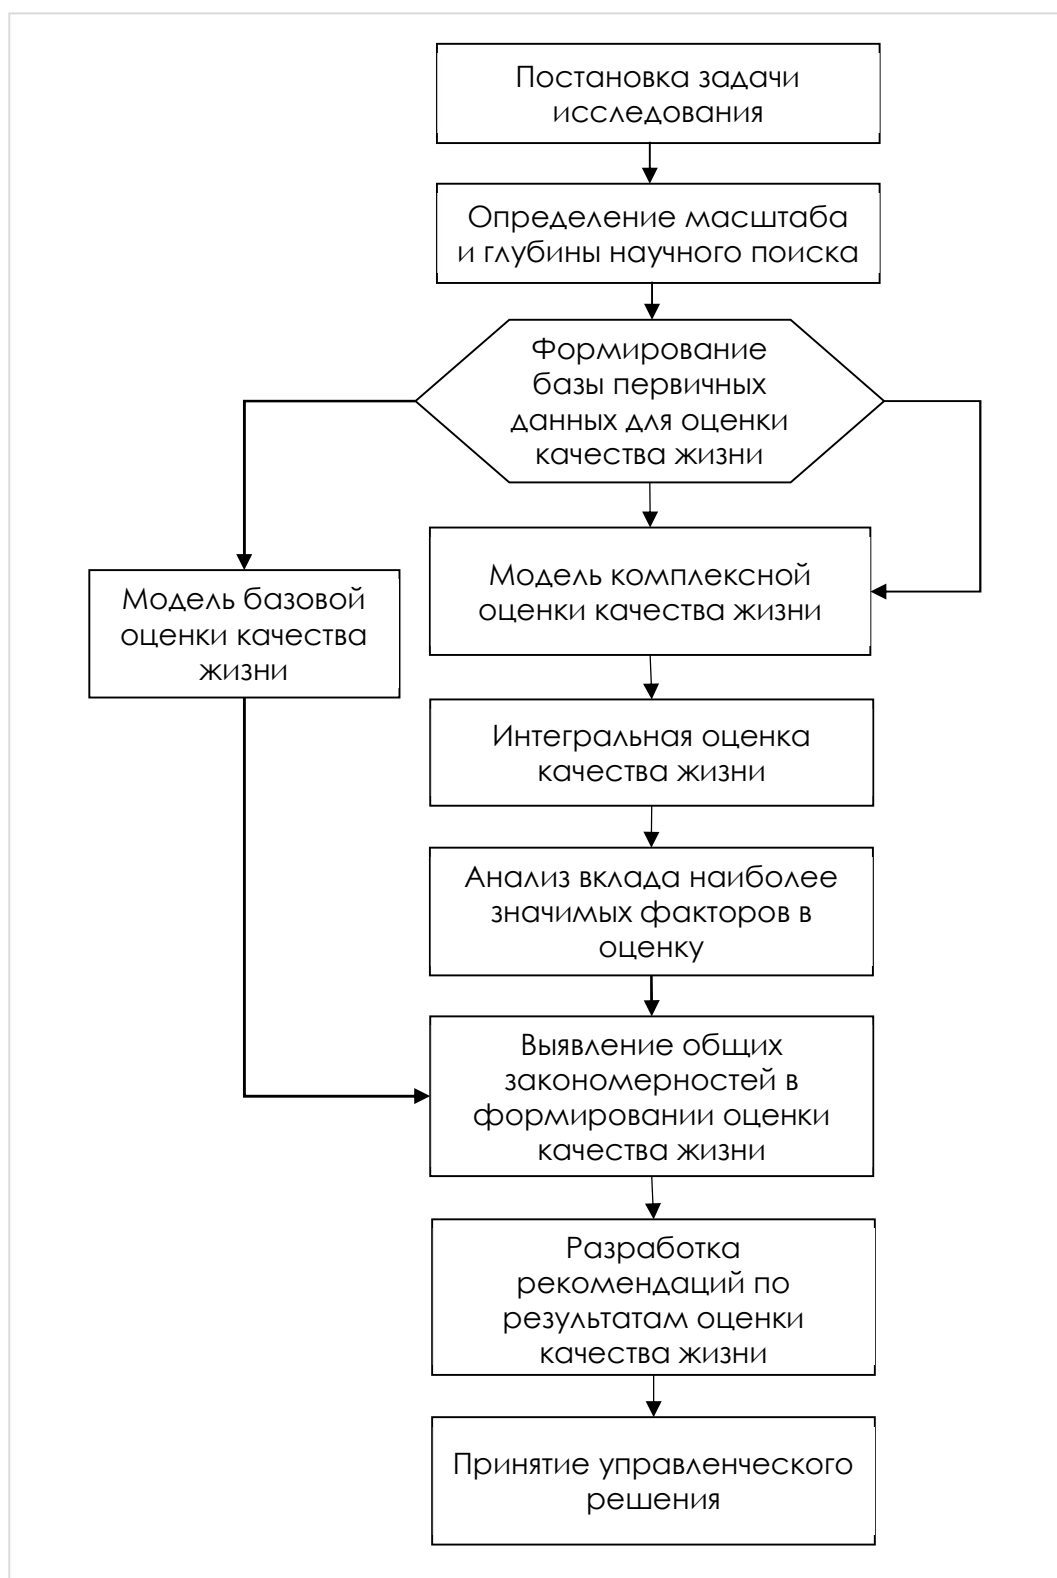 Постановка задачи
исследования
Определение масштаба
и глубины научного поиска
Формирование
базы первичных
данных для оценки
качества жизни
Модель базовой
оценки качества
жизни
Модель комплексной
оценки качества жизни
Интегральная оценка
качества жизни
Анализ вклада наиболее
значимых факторов в
оценку
Выявление общих
закономерностей в
формировании оценки
качества жизни
Разработка
рекомендаций по
результатам оценки
качества жизни
Принятие управленческого
решения